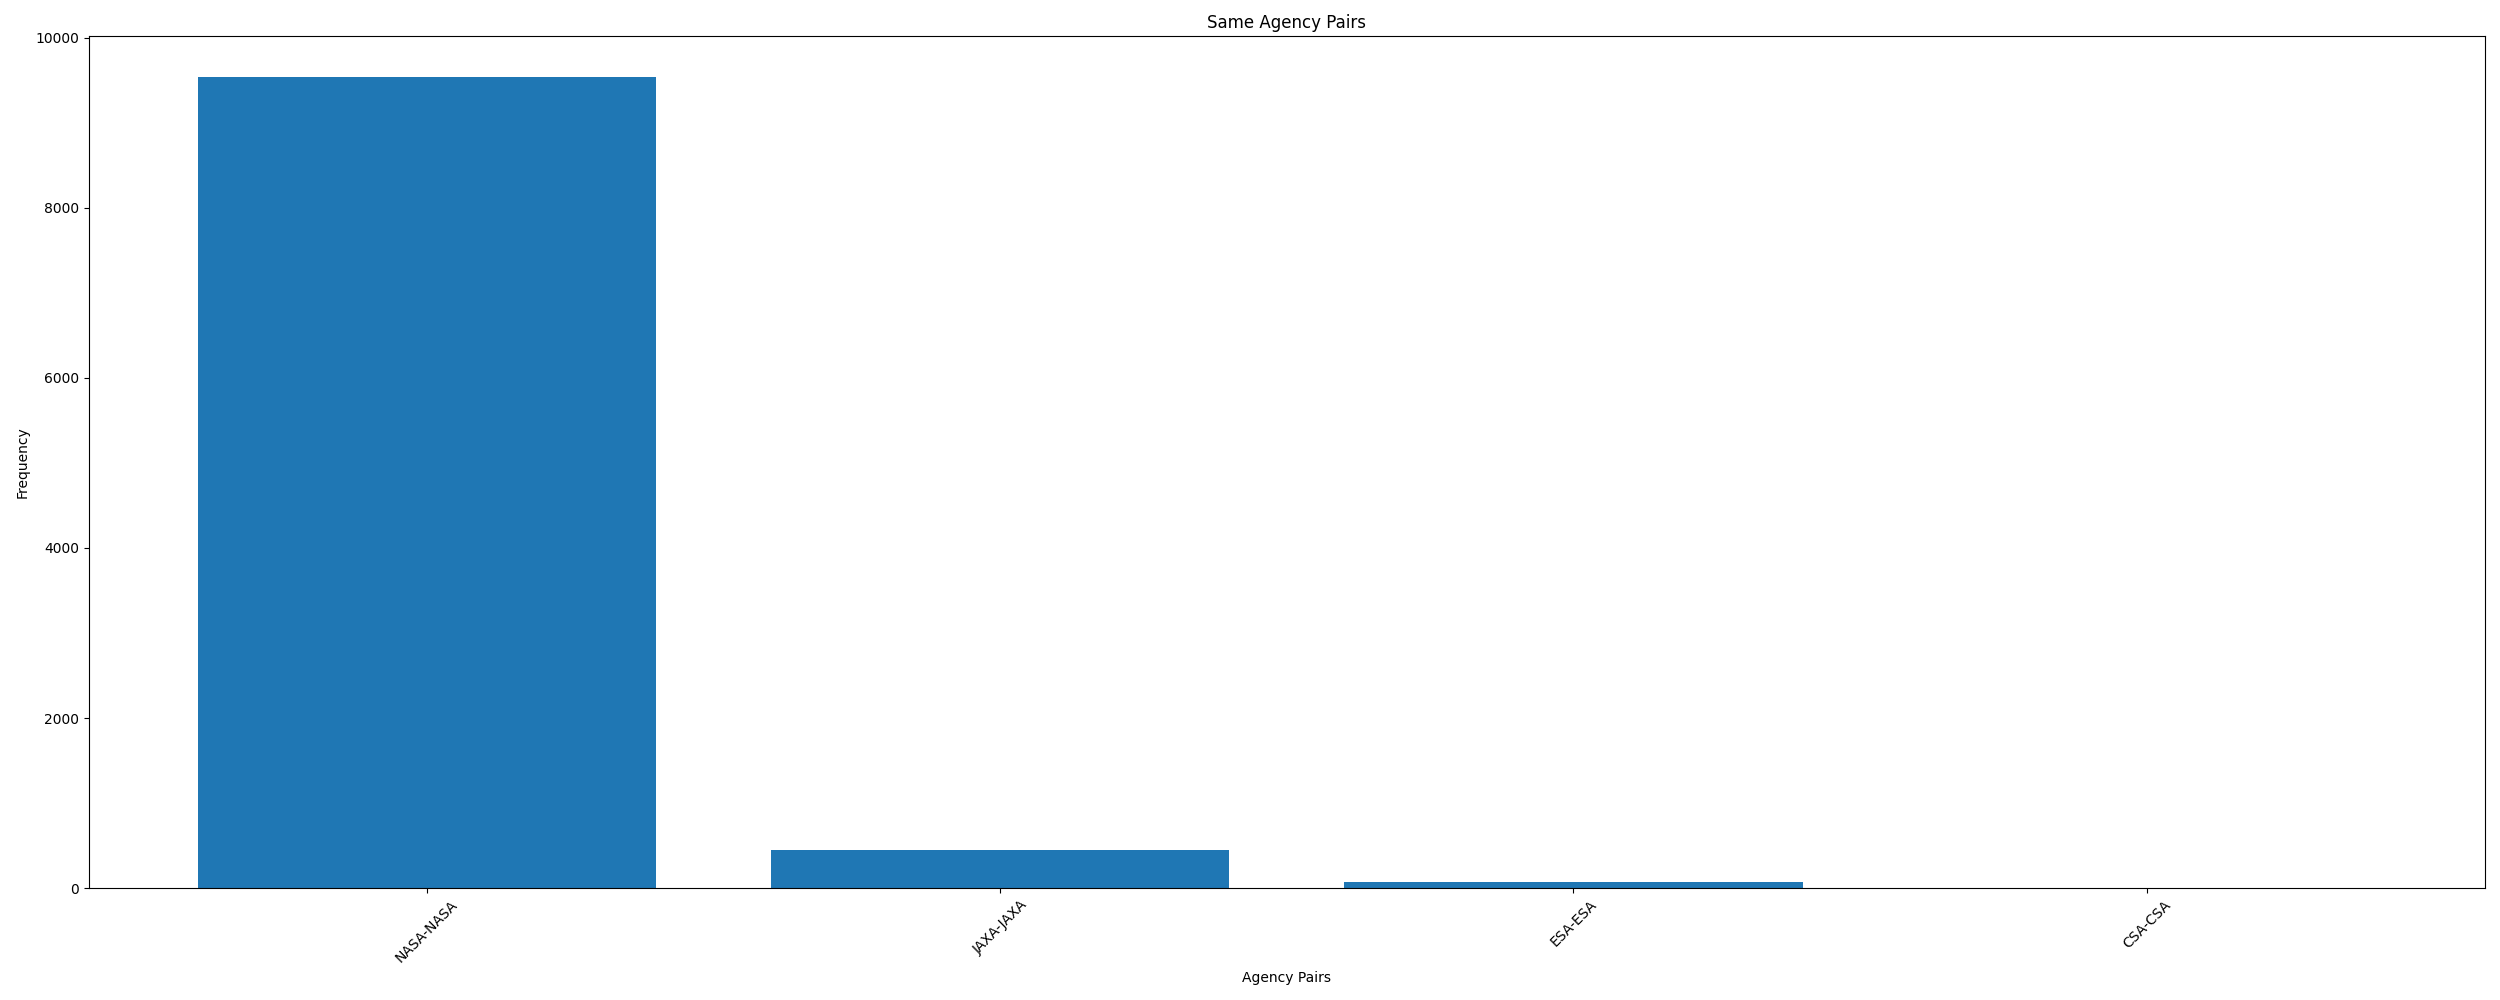 Same Agency Pairs
10000
8000
6000
4000
2000
0
Frequency
NASA-NASA
JAXA-JAXA
ESA-ESA
CSA-CSA
Agency Pairs